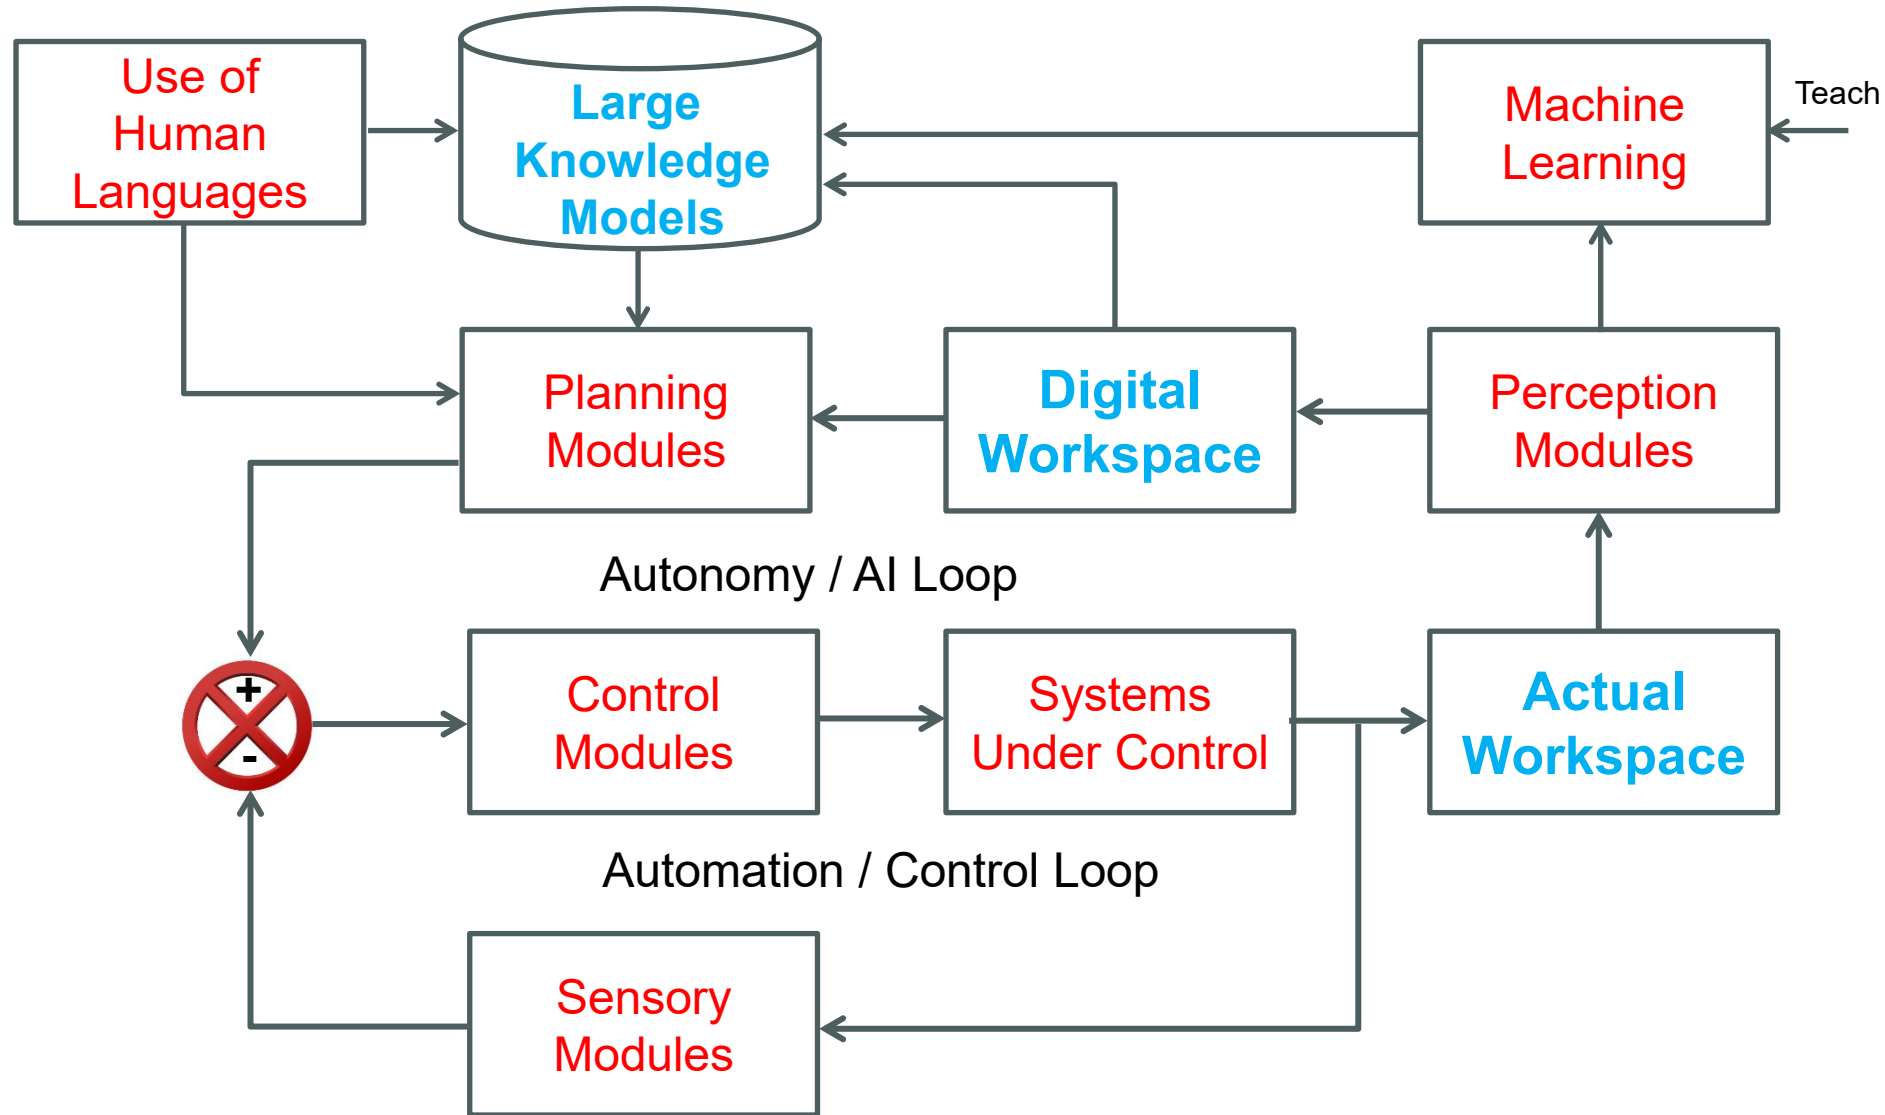 Use of
Human
Languages
Large
Knowledge
Models
Machine
Learning
Teach
Planning
Modules
Digital
Workspace
Perception
Modules
Autonomy / AI Loop
+
-
Control
Modules
Systems
Under Control
Actual
Workspace
Automation / Control Loop
Sensory
Modules